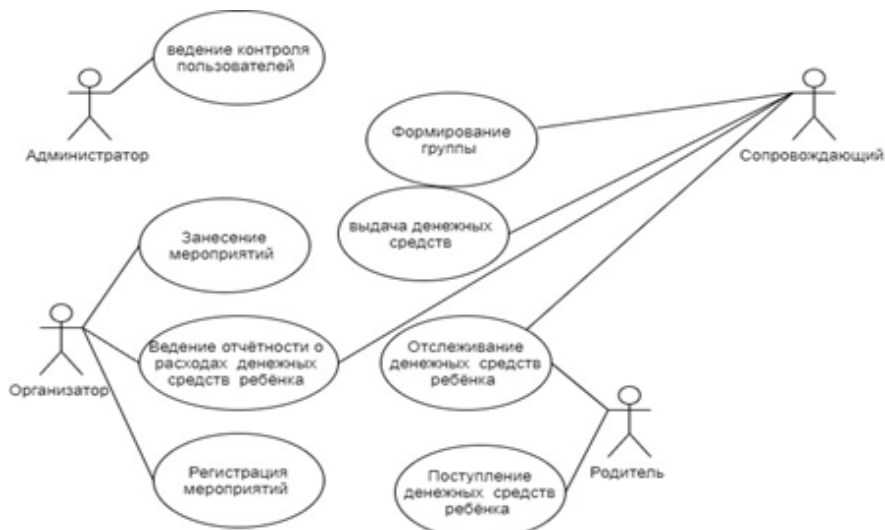 ведение контроля
пользователей
Администратор
Формирование
группы
Сопровождающий
Занесение
мероприятий
выдача денежных
средств
Организатор
Ведение отчётности о
расходах денежных
средств ребёнка
Отслеживание
денежных средств
ребёнка
Родитель
Регистрация
мероприятий
Поступление
денежных средств
ребёнка